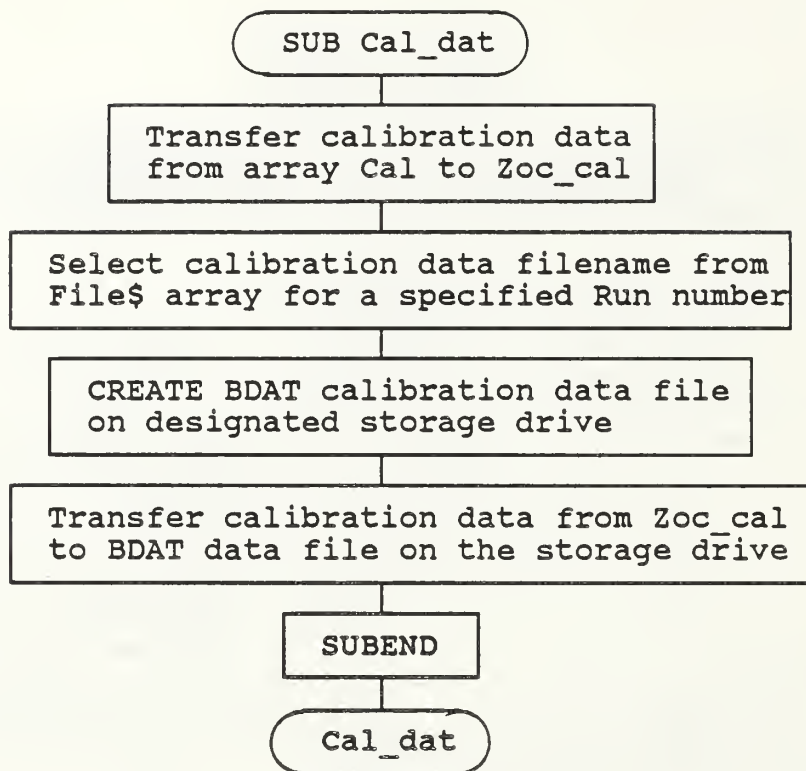 SUB Cal_dat
Transfer calibration data
from array Cal to Zoc_cal
Select calibration data filename from
File$ array for a specified Run number
CREATE BDAT calibration data file
on designated storage drive
Transfer calibration data from Zoc_cal
to BDAT data file on the storage drive
SUBEND
Cal_dat